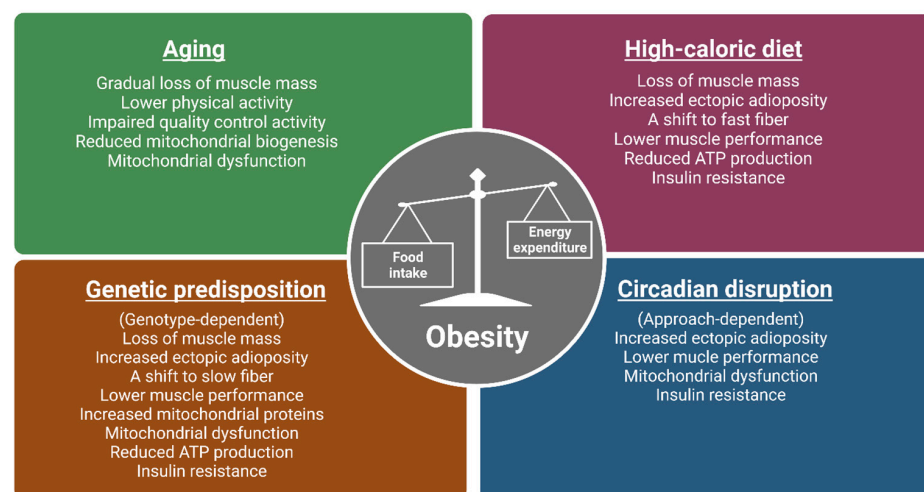 Aging
Gradual loss of muscle mass
Lower physical activity
Impaired quality control activity
Reduced mitochondrial biogenesis
Mitochondrial dysfunction
High-caloric diet
Loss of muscle mass
Increased ectopic adioposity
A shift to fast fiber
Lower muscle performance
Reduced ATP production
Insulin resistance
Food
intake
Energy
expenditure
Obesity
Genetic predisposition
(Genotype-dependent)
Loss of muscle mass
Increased ectopic adioposity
A shift to slow fiber
Lower muscle performance
Increased mitochondrial proteins
Mitochondrial dysfunction
Reduced ATP production
Insulin resistance
Circadian disruption
(Approach-dependent)
Increased ectopic adioposity
Lower mucle performance
Mitochondrial dysfunction
Insulin resistance